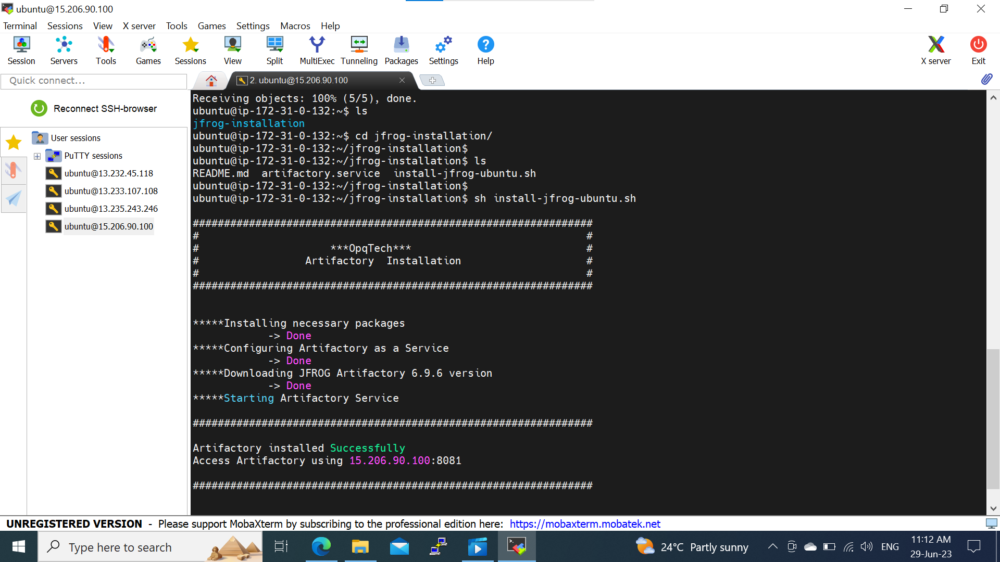 ubuntu@15.206.90.100
Terminal Sessions View X server Tools Games Settings Macros Help
Session Servers Tools Games Sessions View Split MultiExec Tunneling Packages Settings Help X server Exit
Quick connect...
2. ubuntu@15.206.90.100
Reconnect SSH-browser
User sessions
PuTTY sessions
ubuntu@13.232.45.118
ubuntu@13.233.107.108
ubuntu@13.235.243.246
ubuntu@15.206.90.100
Receiving objects: 100% (5/5), done.
ubuntu@ip-172-31-0-132:~$ ls
jfrog-installation
ubuntu@ip-172-31-0-132:~$ cd jfrog-installation/
ubuntu@ip-172-31-0-132:~/jfrog-installation$
ubuntu@ip-172-31-0-132:~/jfrog-installation$ ls
README.md  artifactory.service  install-jfrog-ubuntu.sh
ubuntu@ip-172-31-0-132:~/jfrog-installation$
ubuntu@ip-172-31-0-132:~/jfrog-installation$ sh install-jfrog-ubuntu.sh
################################################################
#                                                              #
#                     ***OpqTech***                            #
#                 Artifactory  Installation                    #
#                                                              #
################################################################
*****Installing necessary packages
            -> Done
*****Configuring Artifactory as a Service
            -> Done
*****Downloading JFROG Artifactory 6.9.6 version
            -> Done
*****Starting Artifactory Service
################################################################
Artifactory installed Successfully
Access Artifactory using 15.206.90.100:8081
################################################################
UNREGISTERED VERSION - Please support MobaXterm by subscribing to the professional edition here: https://mobaxterm.mobatek.net
Type here to search
24°C Partly sunny
ENG
11:12 AM
29-Jun-23